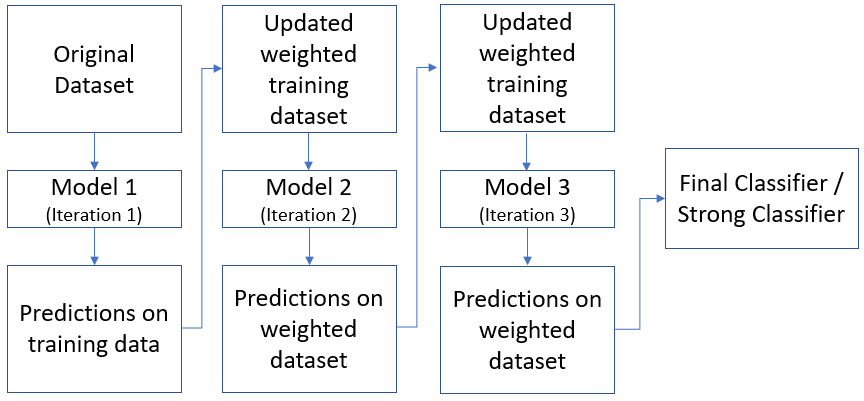 Original
Dataset
Model 1
(Iteration 1)
Predictions on
training data
Updated
weighted
training
dataset
Model 2
(Iteration 2)
Predictions on
weighted
dataset
Updated
weighted
training
dataset
Model 3
(Iteration 3)
Predictions on
weighted
dataset
Final Classifier /
Strong Classifier